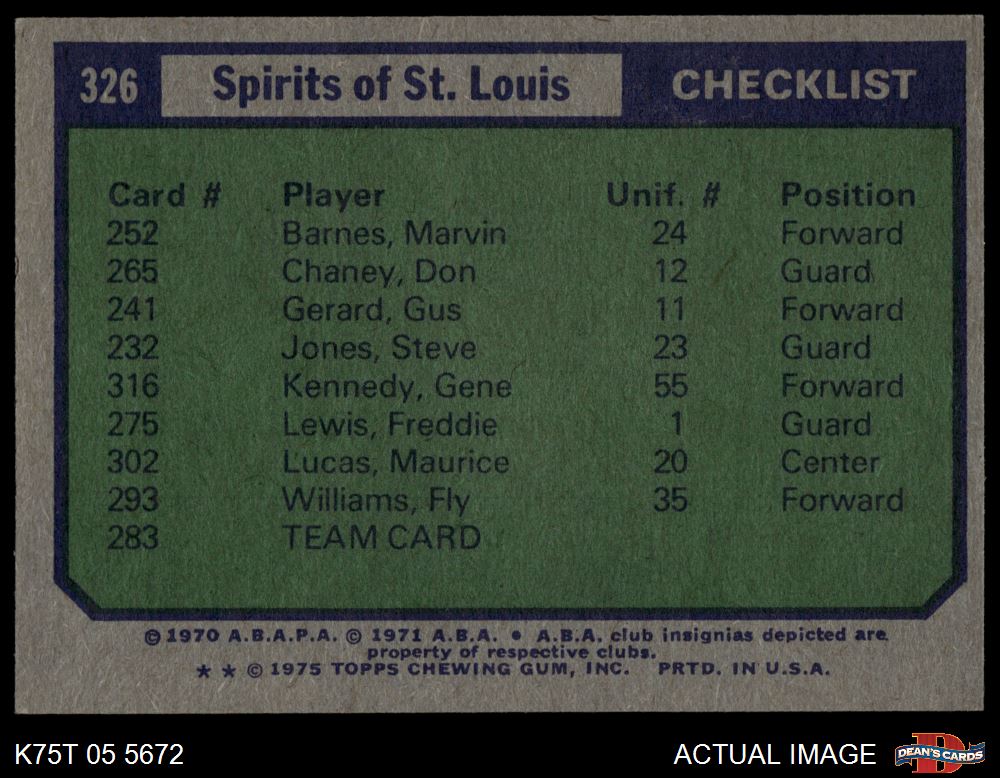 326 Spirits of St. Louis CHECKLIST
Card # Player Unif. # Position
252 Barnes, Marvin 24 Forward
265 Chaney, Don 12 Guard
241 Gerard, Gus 11 Forward
232 Jones, Steve 23 Guard
316 Kennedy, Gene 55 Forward
275 Lewis, Freddie 1 Guard
302 Lucas, Maurice 20 Center
293 Williams, Fly 35 Forward
283 TEAM CARD
© 1970 A.B.A.P.A. © 1971 A.B.A. • A.B.A. club insignias depicted are
property of respective clubs.
* * © 1975 TOPPS CHEWING GUM, INC. PRTD. IN U.S.A.
K75T 05 5672 ACTUAL IMAGE D DEAN'S CARDS